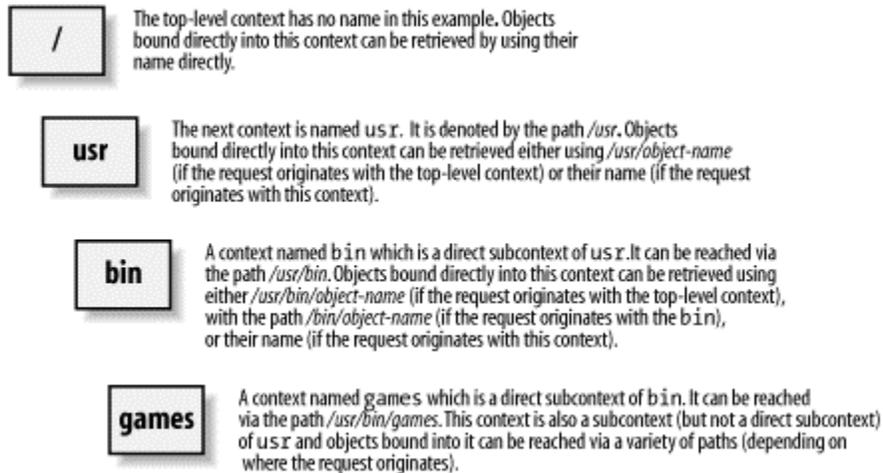 /
The top-level context has no name in this example. Objects
bound directly into this context can be retrieved by using their
name directly.
usr
The next context is named usr. It is denoted by the path /usr. Objects
bound directly into this context can be retrieved either using /usr/object-name
(if the request originates with the top-level context) or their name (if the request
originates with this context).
bin
A context named bin which is a direct subcontext of usr.It can be reached via
the path /usr/bin. Objects bound directly into this context can be retrieved using
either /usr/bin/object-name (if the request originates with the top-level context),
with the path /bin/object-name (if the request originates with the bin),
or their name (if the request originates with this context).
games
A context named games which is a direct subcontext of bin. It can be reached
via the path /usr/bin/games. This context is also a subcontext (but not a direct subcontext)
of usr and objects bound into it can be reached via a variety of paths (depending on
where the request originates).